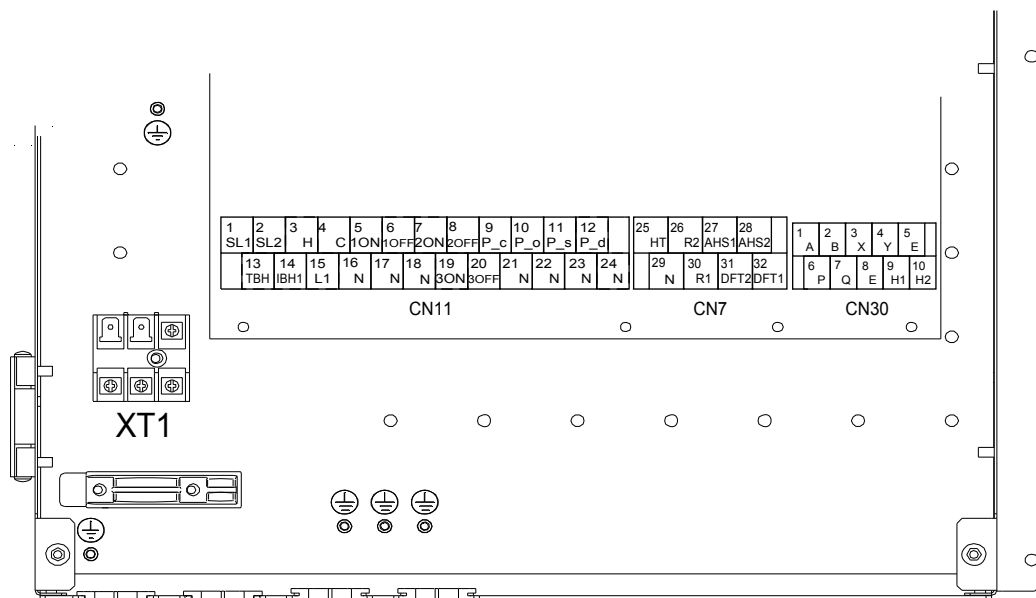 1 2 3 4 5 6 7 8 9 10 11 12
SL1 SL2 H C 1ON 1OFF 2ON 2OFF P_c P_o P_s P_d
13 14 15 16 17 18 19 20 21 22 23 24
TBH IBH1 L1 N N N 3ON 3OFF N N N N
CN11
25 26 27 28
HT R2 AHS1 AHS2
29 30 31 32
N R1 DFT2 DFT1
CN7
1 2 3 4 5
A B X Y E
6 7 8 9 10
P Q E H1 H2
CN30
XT1